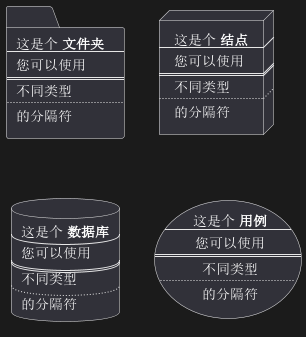 这是个 文件夹
您可以使用
不同类型
的分隔符
这是个 结点
您可以使用
不同类型
的分隔符
这是个 数据库
您可以使用
不同类型
的分隔符
这是个 用例
您可以使用
不同类型
的分隔符